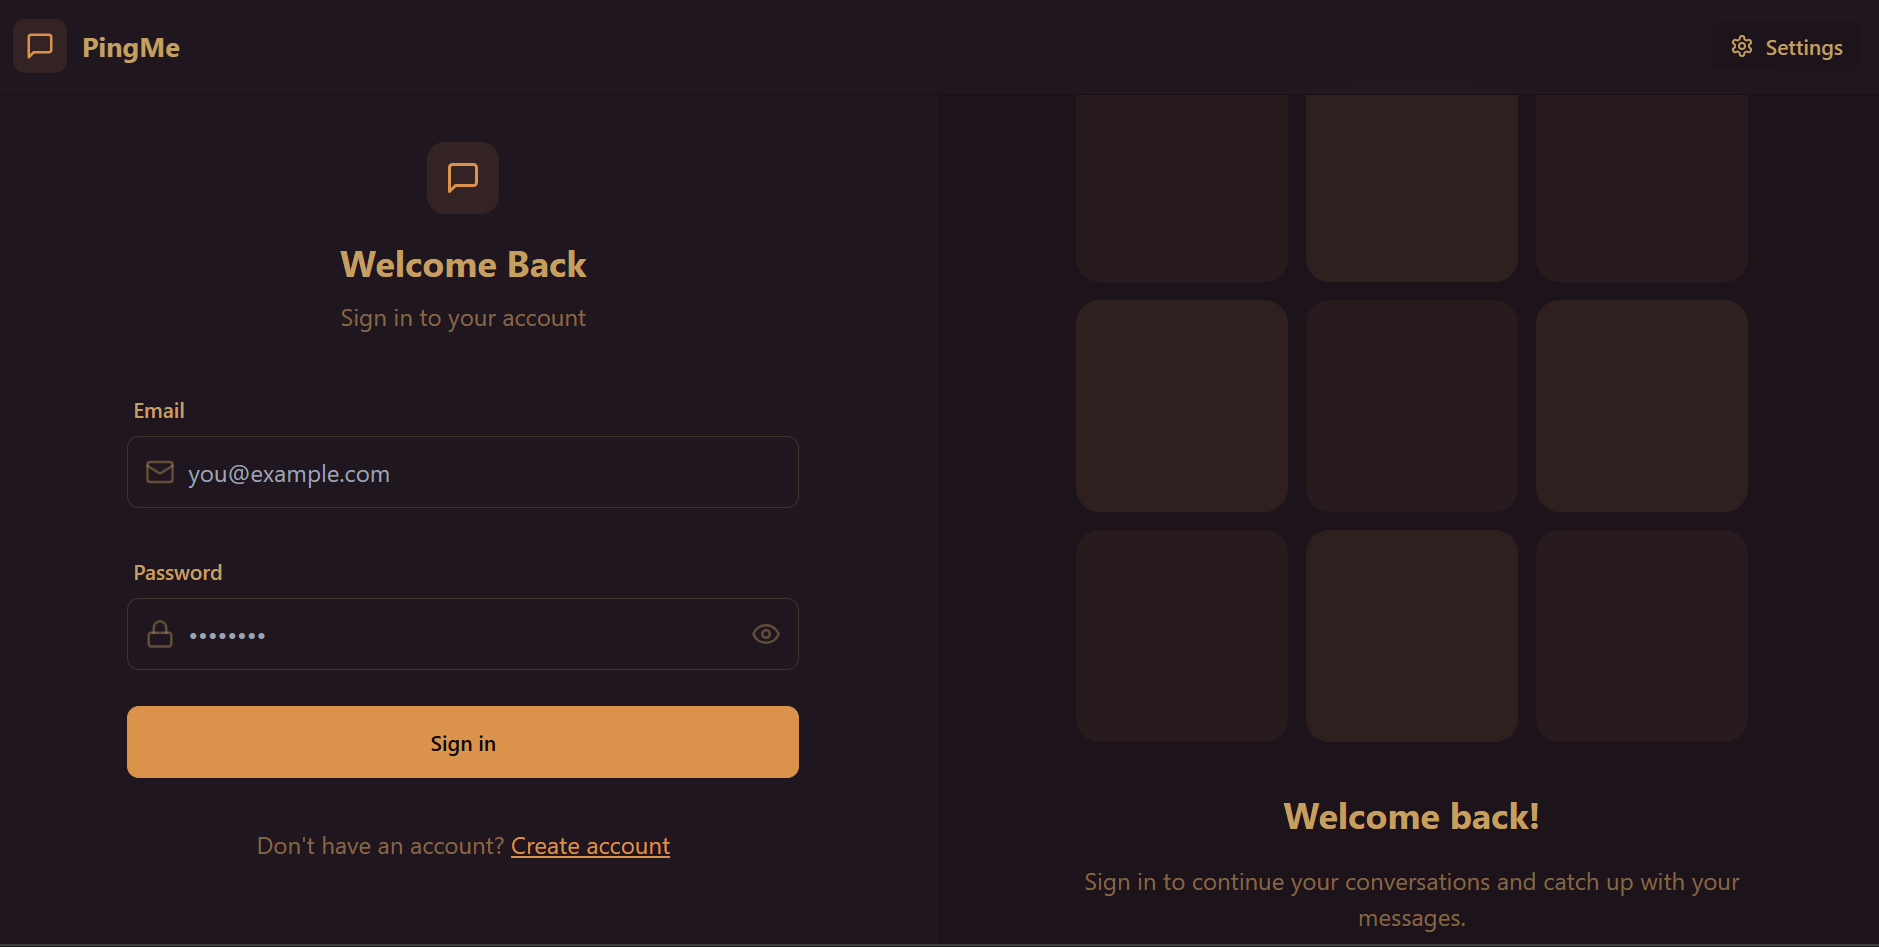 PingMe
Settings
Welcome Back
Sign in to your account
Email
you@example.com
Password
••••••••
Sign in
Don't have an account? Create account
Welcome back!
Sign in to continue your conversations and catch up with your
messages.